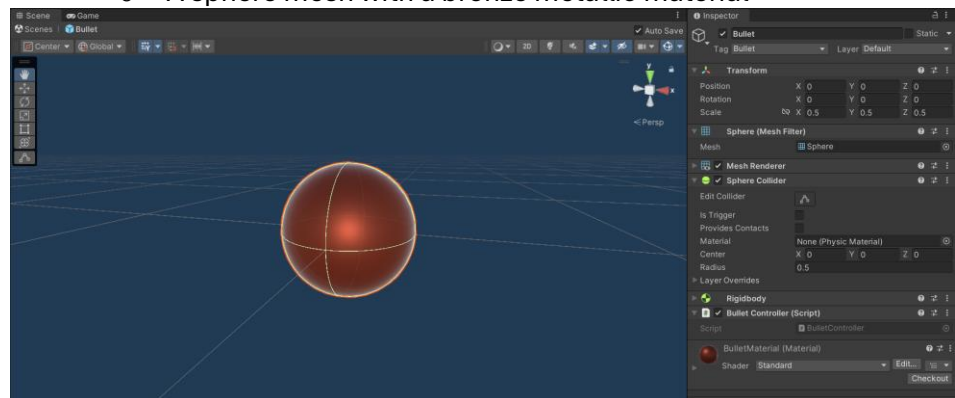 A sphere mesh with a bronze metallic material
Scene Game
Scenes Bullet
Auto Save
Center Global
2D
y
x
Persp
Inspector
Bullet Static
Tag Bullet Layer Default
Transform
Position X 0 Y 0 Z 0
Rotation X 0 Y 0 Z 0
Scale X 0.5 Y 0.5 Z 0.5
Sphere (Mesh Filter)
Mesh Sphere
Mesh Renderer
Sphere Collider
Edit Collider
Is Trigger
Provides Contacts
Material None (Physic Material)
Center X 0 Y 0 Z 0
Radius 0.5
Layer Overrides
Rigidbody
Bullet Controller (Script)
Script BulletController
BulletMaterial (Material)
Shader Standard Edit...
Checkout